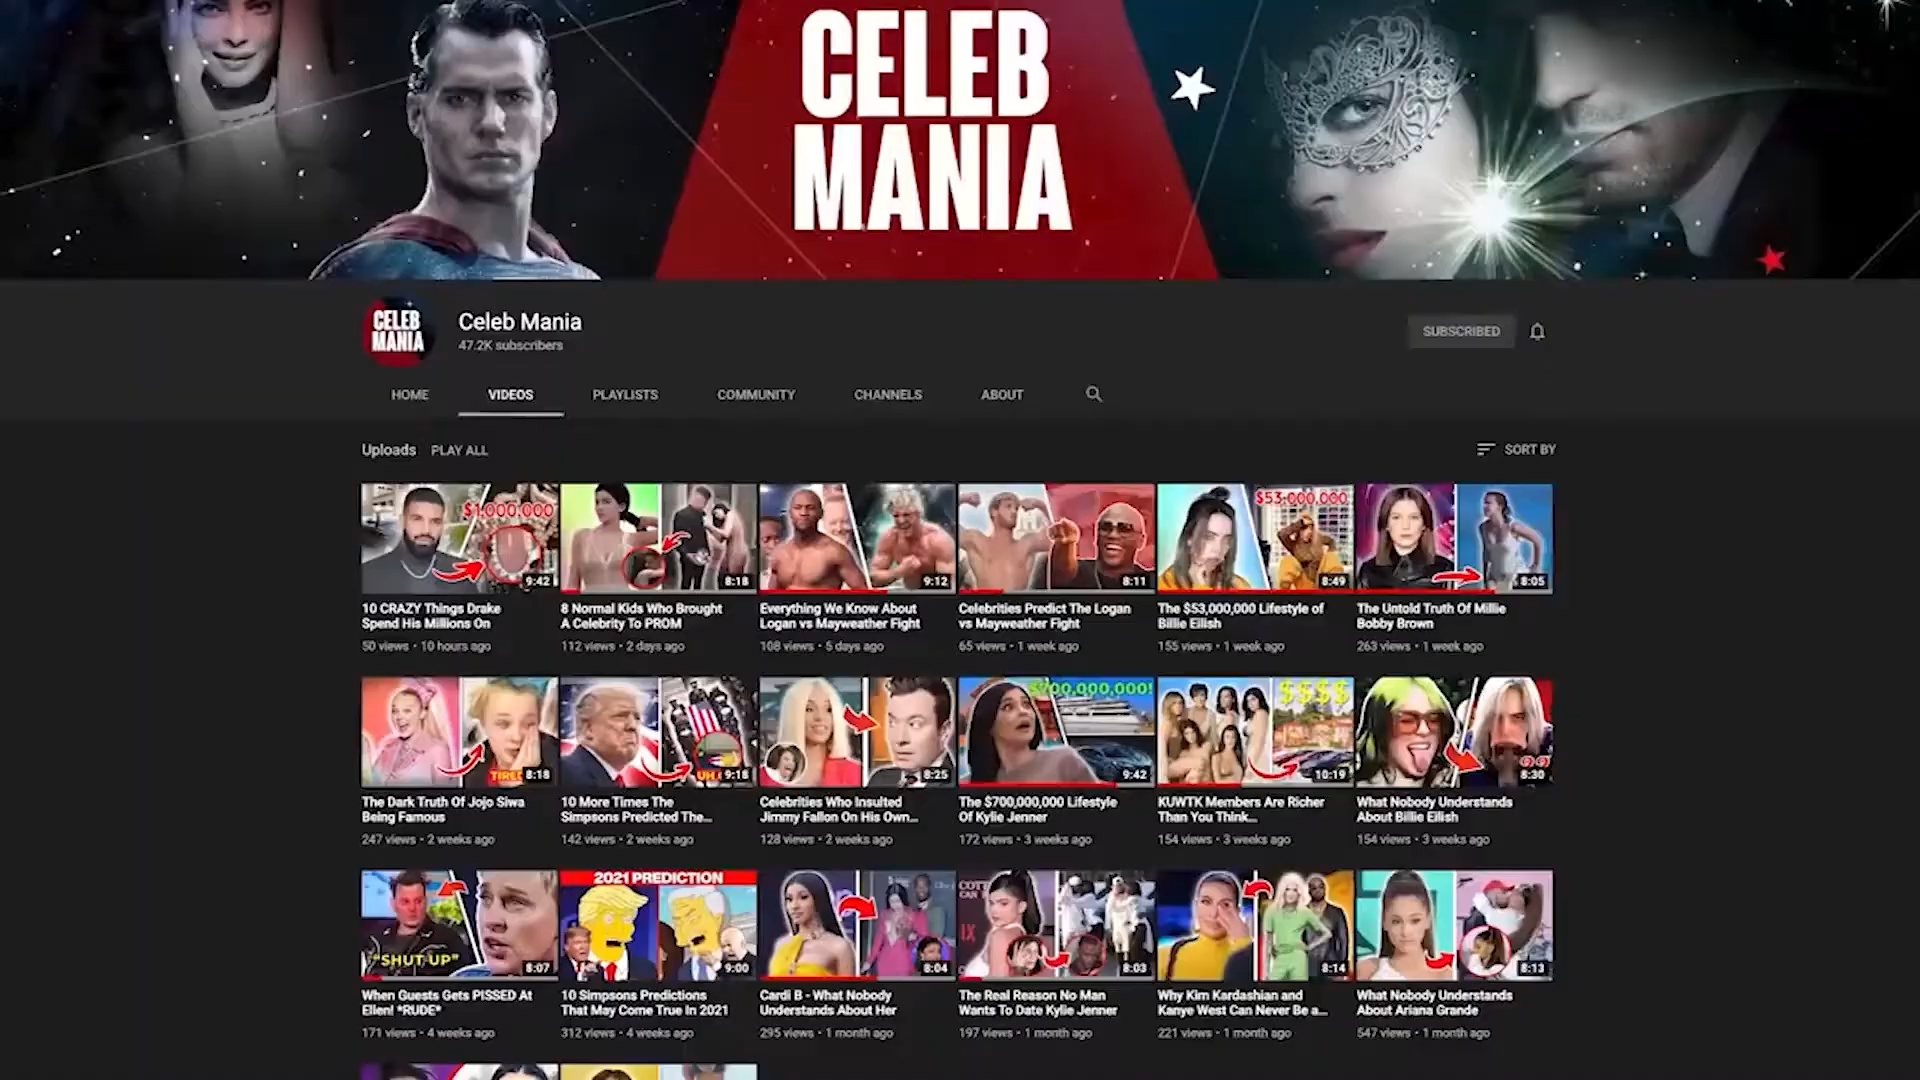 CELEB
MANIA
CELEB
MANIA
Celeb Mania
47.2K subscribers
SUBSCRIBED
HOME VIDEOS PLAYLISTS COMMUNITY CHANNELS ABOUT
Uploads PLAY ALL
SORT BY
$1,000,000
$53,000,000
9:42 8:18 9:12 8:11 8:49 8:05
10 CRAZY Things Drake
Spend His Millions On
50 views • 10 hours ago
8 Normal Kids Who Brought
A Celebrity To PROM
112 views • 2 days ago
Everything We Know About
Logan vs Mayweather Fight
108 views • 5 days ago
Celebrities Predict The Logan
vs Mayweather Fight
65 views • 1 week ago
The $53,000,000 Lifestyle of
Billie Eilish
155 views • 1 week ago
The Untold Truth Of Millie
Bobby Brown
263 views • 1 week ago
$700,000,000!
$$$$
TIRED 8:18 UH 9:18 8:25 9:42 10:19 8:30
The Dark Truth Of Jojo Siwa
Being Famous
247 views • 2 weeks ago
10 More Times The
Simpsons Predicted The...
142 views • 2 weeks ago
Celebrities Who Insulted
Jimmy Fallon On His Own...
128 views • 2 weeks ago
The $700,000,000 Lifestyle
Of Kylie Jenner
172 views • 3 weeks ago
KUWTK Members Are Richer
Than You Think...
154 views • 3 weeks ago
What Nobody Understands
About Billie Eilish
154 views • 3 weeks ago
2021 PREDICTION
"SHUT UP"
8:07 9:00 8:04 8:03 8:14 8:13
When Guests Gets PISSED At
Ellen! *RUDE*
171 views • 4 weeks ago
10 Simpsons Predictions
That May Come True In 2021
312 views • 4 weeks ago
Cardi B - What Nobody
Understands About Her
295 views • 1 month ago
The Real Reason No Man
Wants To Date Kylie Jenner
197 views • 1 month ago
Why Kim Kardashian and
Kanye West Can Never Be a...
221 views • 1 month ago
What Nobody Understands
About Ariana Grande
547 views • 1 month ago